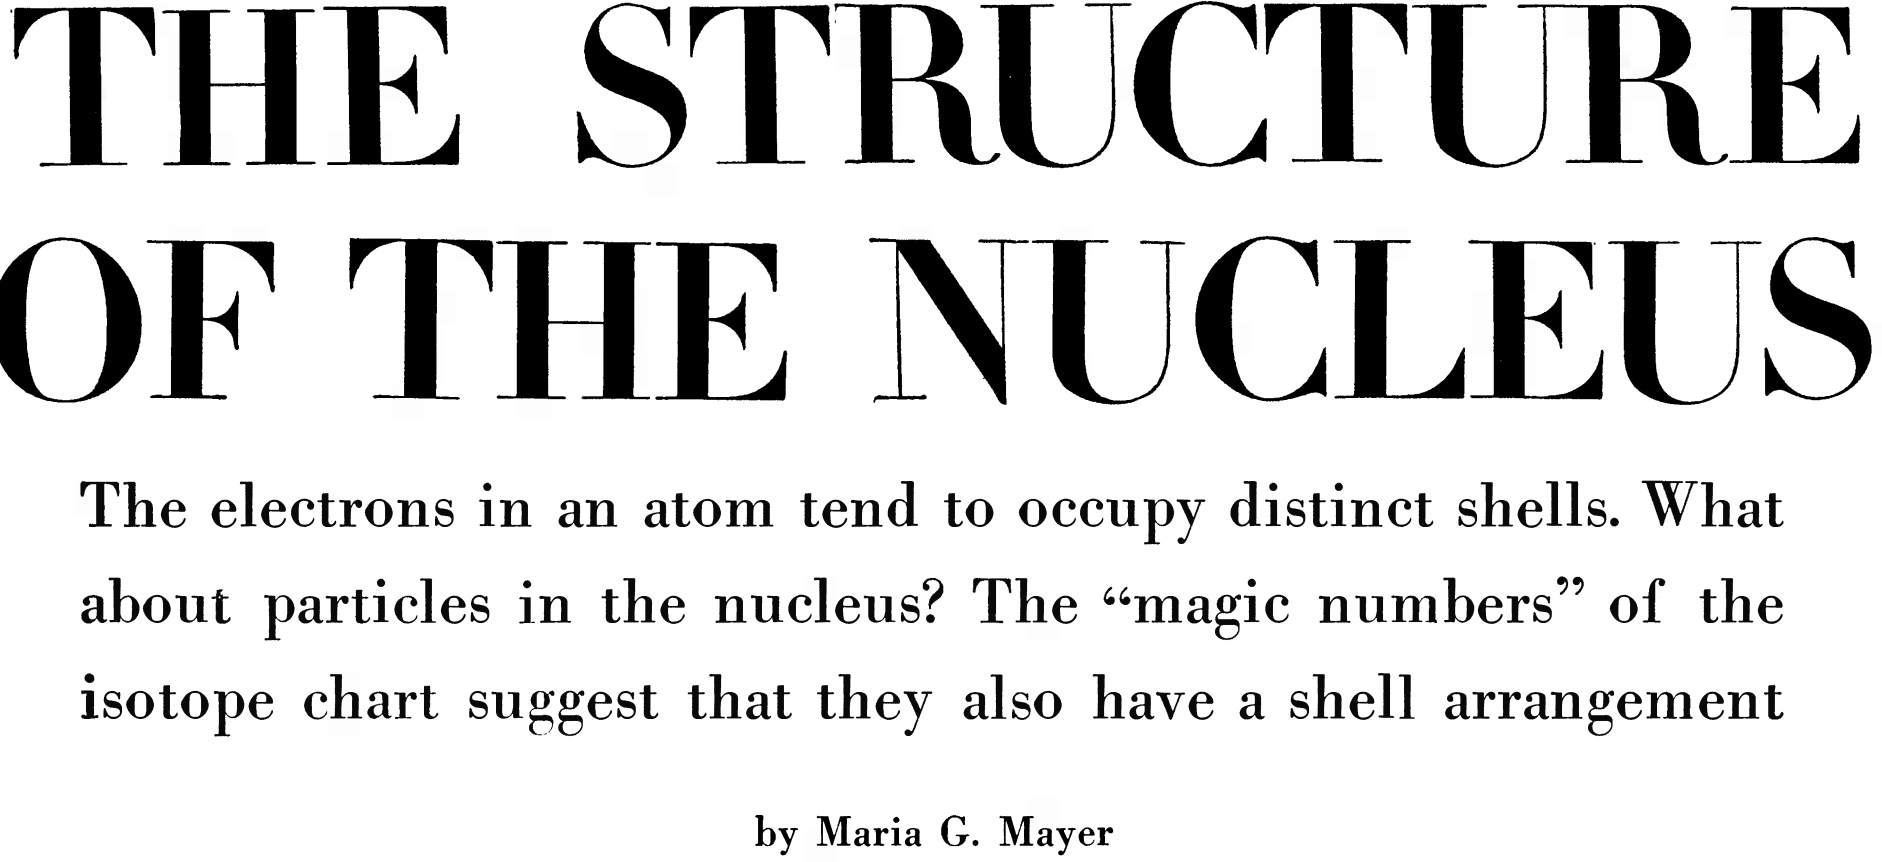 THE STRUCTURE
OF THE NUCLEUS
The electrons in an atom tend to occupy distinct shells. What
about particles in the nucleus? The “magic numbers” of the
isotope chart suggest that they also have a shell arrangement
by Maria G. Mayer